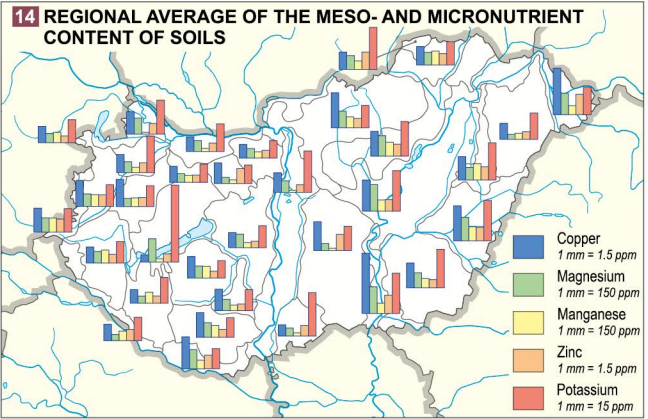 14 REGIONAL AVERAGE OF THE MESO- AND MICRONUTRIENT
CONTENT OF SOILS
Copper
1 mm = 1.5 ppm
Magnesium
1 mm = 150 ppm
Manganese
1 mm = 150 ppm
Zinc
1 mm = 1.5 ppm
Potassium
1 mm = 15 ppm